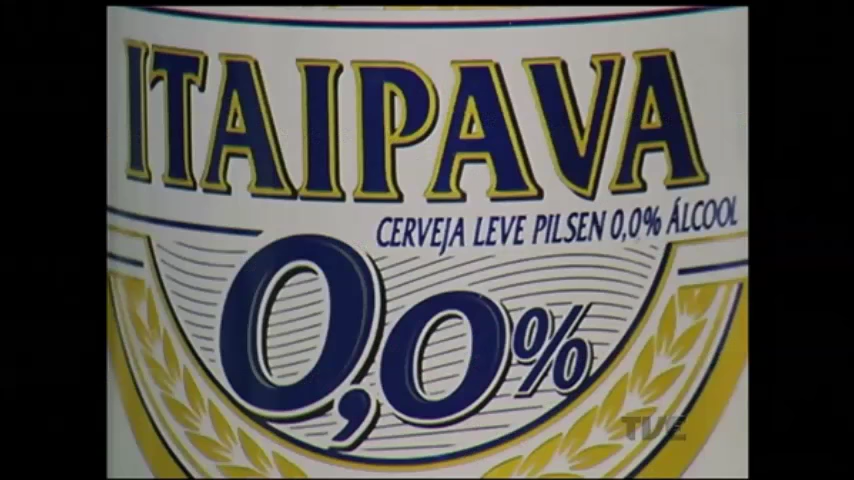 ITAIPAVA
CERVEJA LEVE PILSEN 0,0% ÁLCOOL
0,0%
TVE